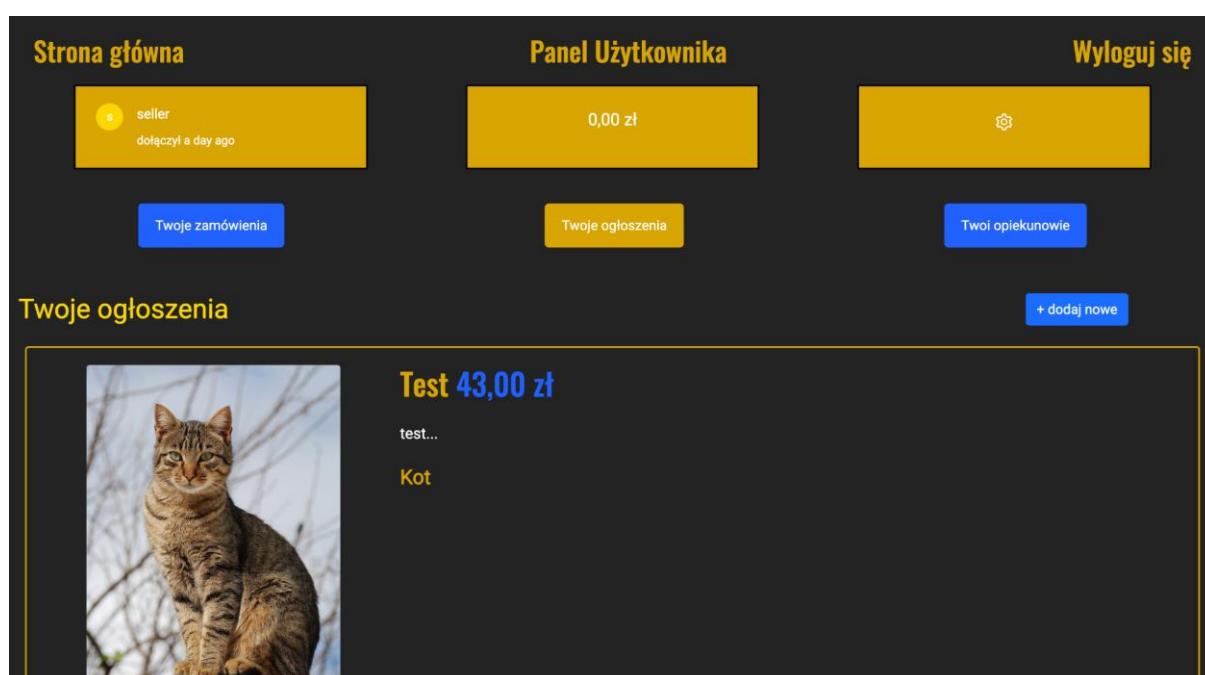 Strona główna
Panel Użytkownika
Wyloguj się
s
seller
dołączył a day ago
0,00 zł
Twoje zamówienia
Twoje ogłoszenia
Twoi opiekunowie
Twoje ogłoszenia
+ dodaj nowe
Test 43,00 zł
test...
Kot